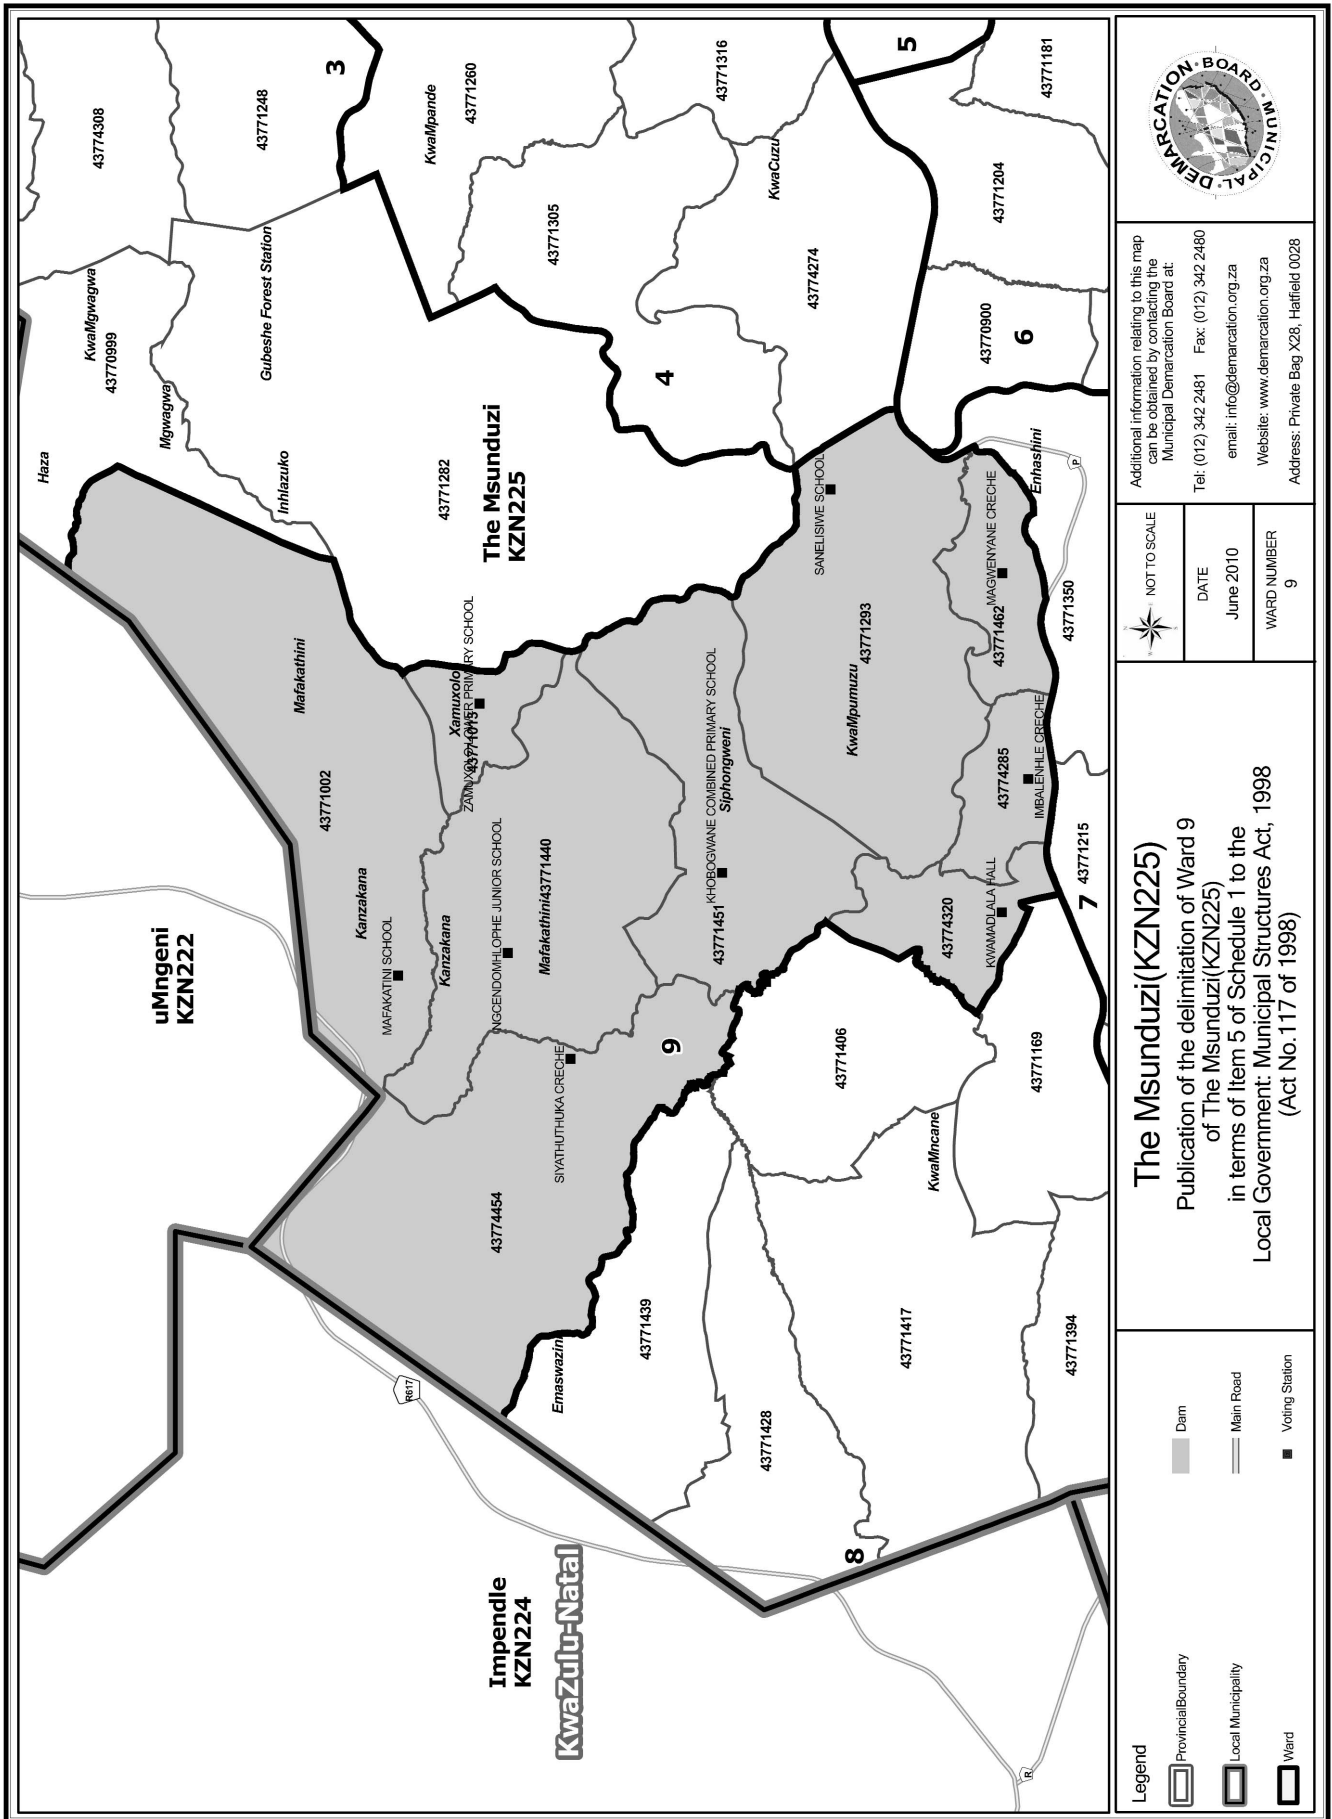 uMngeni
KZN222
Impendle
KZN224
KwaZulu-Natal
The Msunduzi
KZN225
R617
R
P
3
4
5
6
7
8
9
Haza
KwaMgwagwa
43770999
Mgwagwa
43774308
43771248
Gubeshe Forest Station
Inhlazuko
43771282
KwaMpande
43771260
43771305
43771316
KwaCuzu
43774274
43771181
43771204
43770900
Enhashini
43771350
43771215
Mafakathini
43771002
Kanzakana
MAFAKATINI SCHOOL
Kanzakana
NGCENDOMHLOPHE JUNIOR SCHOOL
Xamuxolo
ZAMUXOLO LOWER PRIMARY SCHOOL
43771013
Mafakathini 43771440
SIYATHUTHUKA CRECHE
43774454
KHOBOGWANE COMBINED PRIMARY SCHOOL
Siphongweni
43771451
SANELISIWE SCHOOL
KwaMpumuzu
43771293
MAGWENYANE CRECHE
43771462
43774285
IMBALENHLE CRECHE
43774320
KWAMADLALA HALL
43771406
43771169
KwaMncane
43771417
43771394
43771439
43771428
Emaswazini
Legend
ProvincialBoundary
Local Municipality
Ward
Dam
Main Road
Voting Station
The Msunduzi(KZN225)
Publication of the delimitation of Ward 9
of The Msunduzi(KZN225)
in terms of Item 5 of Schedule 1 to the
Local Government: Municipal Structures Act, 1998
(Act No.117 of 1998)
NOT TO SCALE
DATE
June 2010
WARD NUMBER
9
Additional information relating to this map
can be obtained by contacting the
Municipal Demarcation Board at:
Tel: (012) 342 2481 Fax: (012) 342 2480
email: info@demarcation.org.za
Website: www.demarcation.org.za
Address: Private Bag X28, Hatfield 0028
MUNICIPAL • DEMARCATION • BOARD •